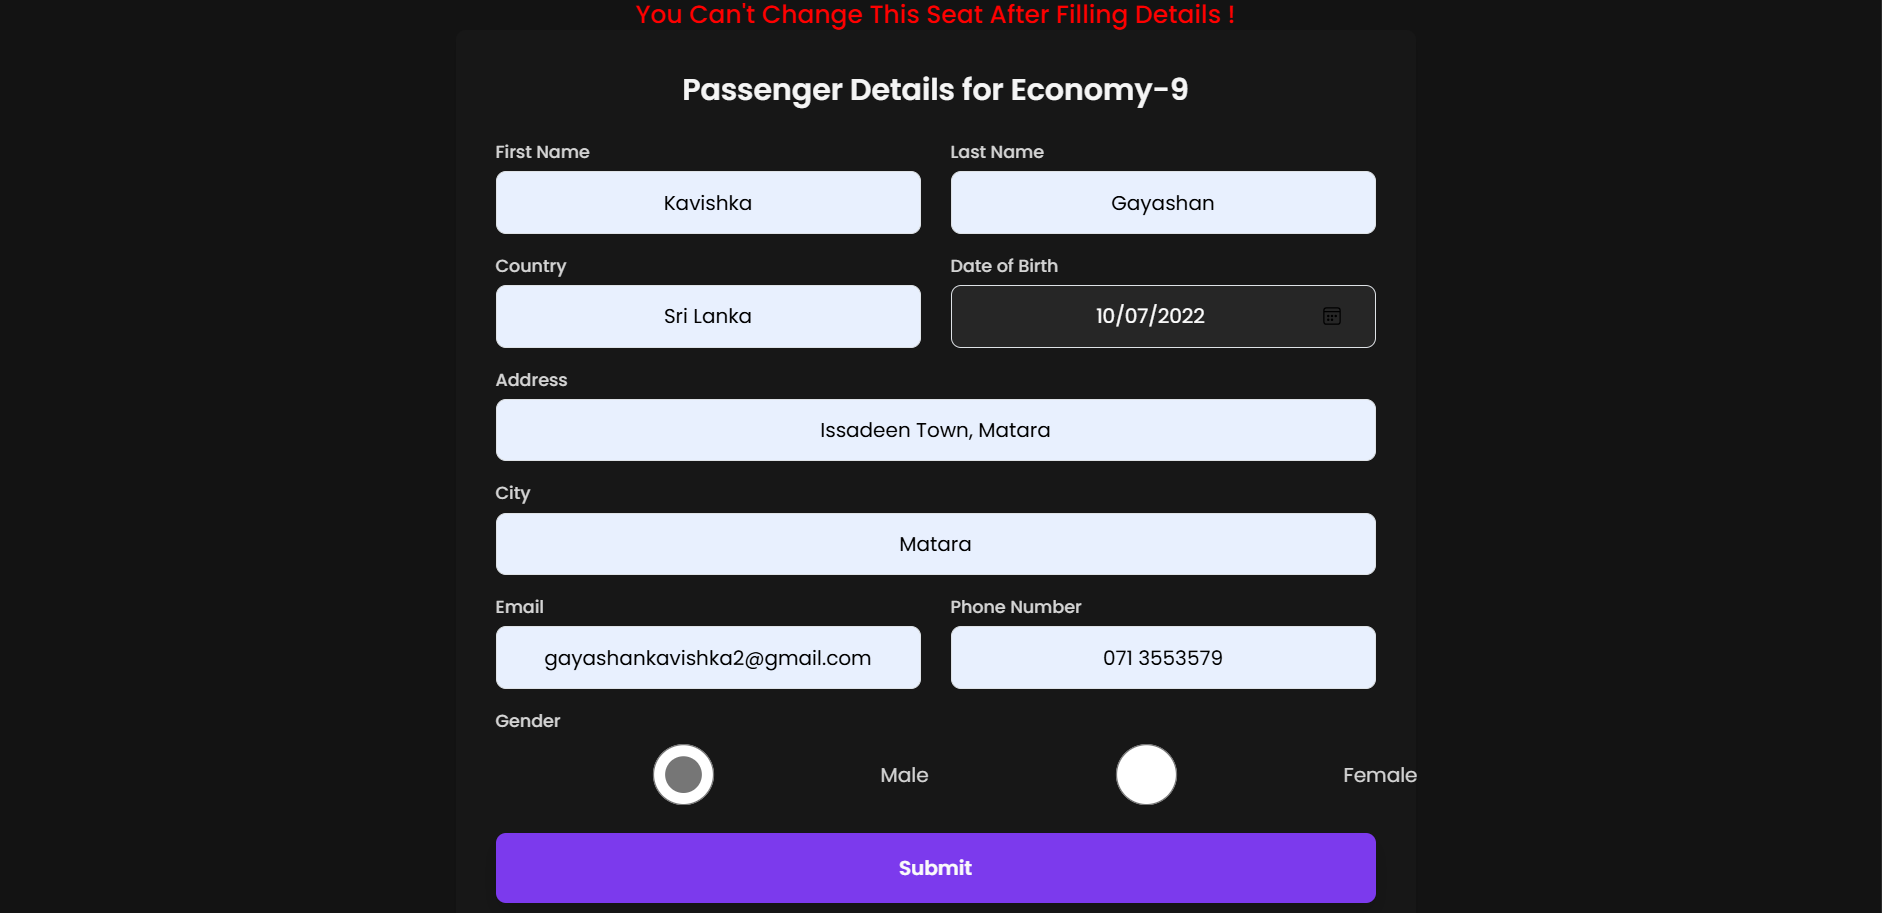 You Can't Change This Seat After Filling Details !
Passenger Details for Economy-9
First Name
Last Name
Kavishka
Gayashan
Country
Date of Birth
Sri Lanka
10/07/2022
Address
Issadeen Town, Matara
City
Matara
Email
Phone Number
gayashankavishka2@gmail.com
071 3553579
Gender
Male
Female
Submit